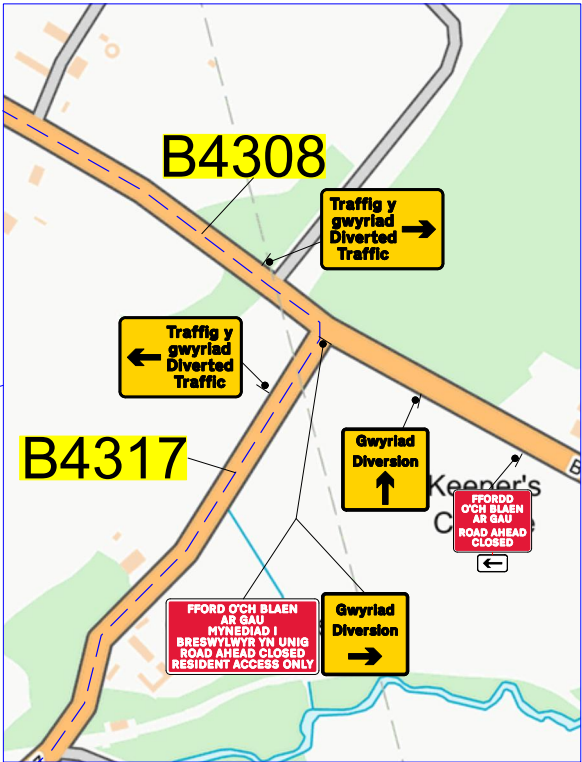 B4308
Traffig y
gwyriad
Diverted
Traffic
Traffig y
gwyriad
Diverted
Traffic
B4317
Gwyriad
Diversion
Keeper's
FFORDD
O'CH BLAEN
AR GAU
ROAD AHEAD
CLOSED
FFORD O'CH BLAEN
AR GAU
MYNEDIAD I
BRESWYLWYR YN UNIG
ROAD AHEAD CLOSED
RESIDENT ACCESS ONLY
Gwyriad
Diversion